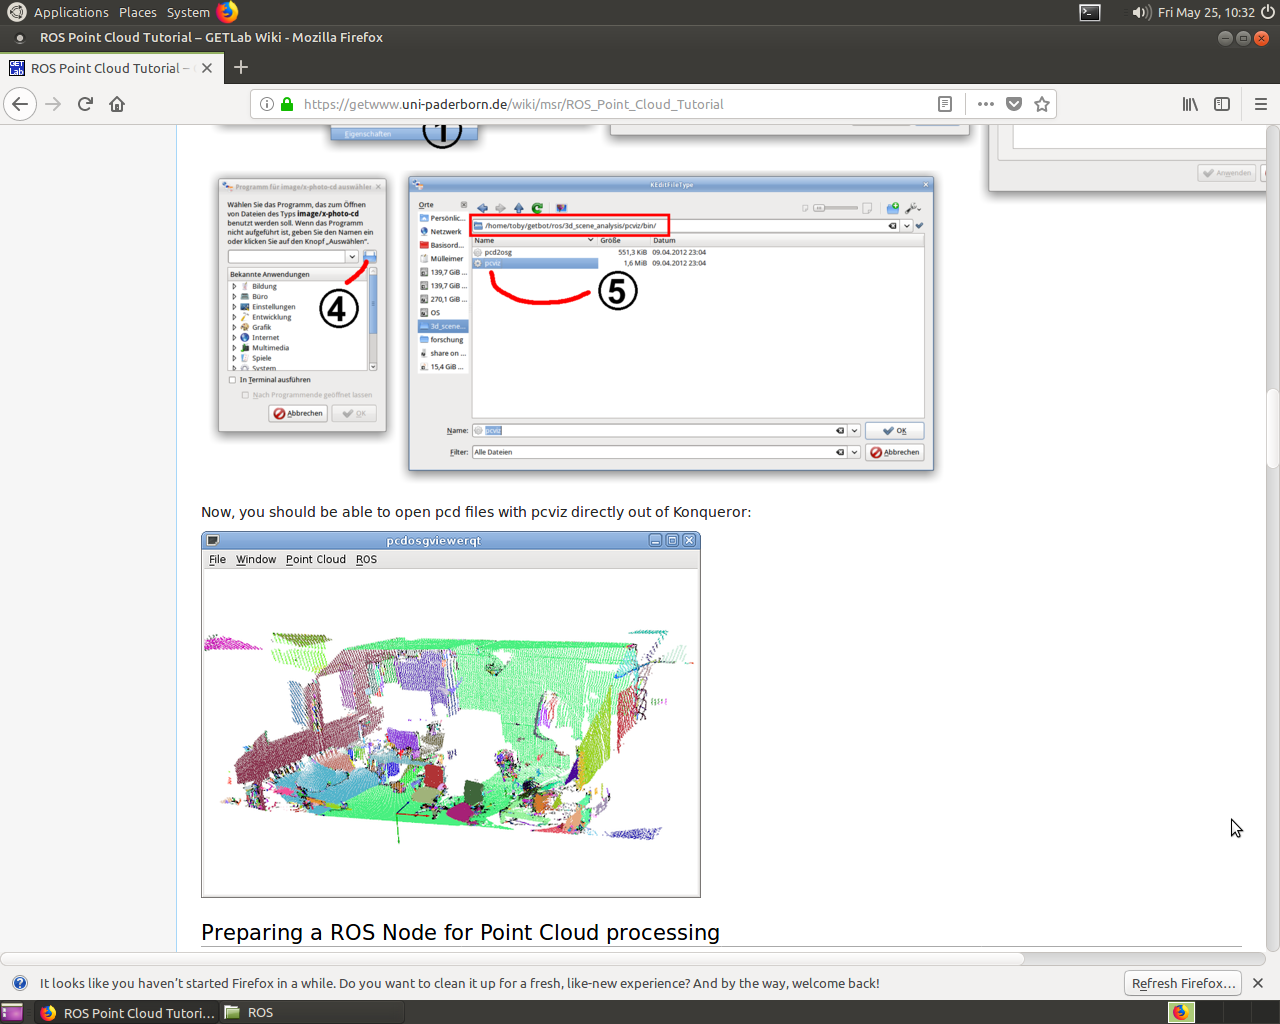 Applications Places System
Fri May 25, 10:32
ROS Point Cloud Tutorial – GETLab Wiki - Mozilla Firefox
GET Lab
ROS Point Cloud Tutorial –
https://getwww.uni-paderborn.de/wiki/msr/ROS_Point_Cloud_Tutorial
Eigenschaften
1
Anwenden
Programm für image/x-photo-cd auswählen
Wählen Sie das Programm, das zum Öffnen
von Dateien des Typs image/x-photo-cd
benutzt werden soll. Wenn das Programm
nicht aufgeführt ist, geben Sie den Namen ein
oder klicken Sie auf den Knopf „Auswählen“.
Bekannte Anwendungen
Bildung
Büro
Einstellungen
Entwicklung
Grafik
Internet
Multimedia
Spiele
System
4
In Terminal ausführen
Nach Programmende geöffnet lassen
Abbrechen
OK
KEditFileType
Orte
Persönlic...
Netzwerk
Basisord...
Mülleimer
139,7 GiB ...
139,7 GiB ...
270,1 GiB ...
OS
3d_scene...
forschung
share on ...
15,4 GiB ...
/home/toby/getbot/ros/3d_scene_analysis/pcviz/bin/
Name Größe Datum
pcd2osg 551,3 KiB 09.04.2012 23:04
pcviz 1,6 MiB 09.04.2012 23:04
5
Name: pcviz
OK
Filter: Alle Dateien
Abbrechen
Now, you should be able to open pcd files with pcviz directly out of Konqueror:
pcdosgviewerqt
File Window Point Cloud ROS
Preparing a ROS Node for Point Cloud processing
It looks like you haven’t started Firefox in a while. Do you want to clean it up for a fresh, like-new experience? And by the way, welcome back!
Refresh Firefox…
ROS Point Cloud Tutori...
ROS